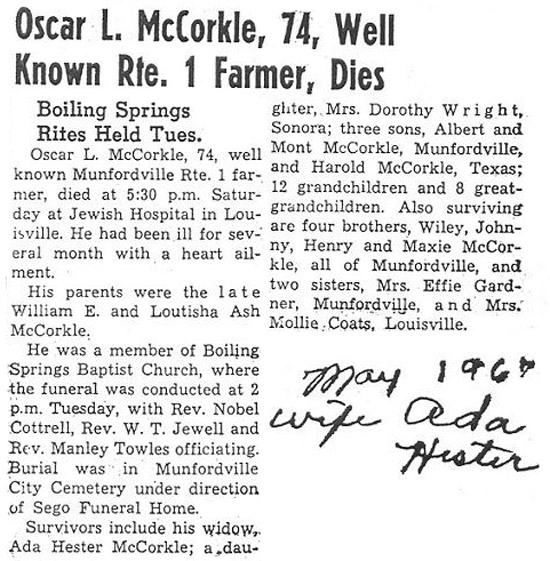 Oscar L. McCorkle, 74, Well
Known Rte. 1 Farmer, Dies
Boiling Springs
Rites Held Tues.
Oscar L. McCorkle, 74, well
known Munfordville Rte. 1 far-
mer, died at 5:30 p.m. Satur-
day at Jewish Hospital in Lou-
isville. He had been ill for sev-
eral month with a heart ail-
ment.
His parents were the late
William E. and Loutisha Ash
McCorkle.
He was a member of Boiling
Springs Baptist Church, where
the funeral was conducted at 2
p.m. Tuesday, with Rev. Nobel
Cottrell, Rev. W. T. Jewell and
Rev. Manley Towles officiating.
Burial was in Munfordville
City Cemetery under direction
of Sego Funeral Home.
Survivors include his widow,
Ada Hester McCorkle; a dau-
ghter, Mrs. Dorothy Wright,
Sonora; three sons, Albert and
Mont McCorkle, Munfordville,
and Harold McCorkle, Texas;
12 grandchildren and 8 great-
grandchildren. Also surviving
are four brothers, Wiley, John-
ny, Henry and Maxie McCor-
kle, all of Munfordville, and
two sisters, Mrs. Effie Gard-
ner, Munfordville, and Mrs.
Mollie Coats, Louisville.
May
wife Ada
Hester